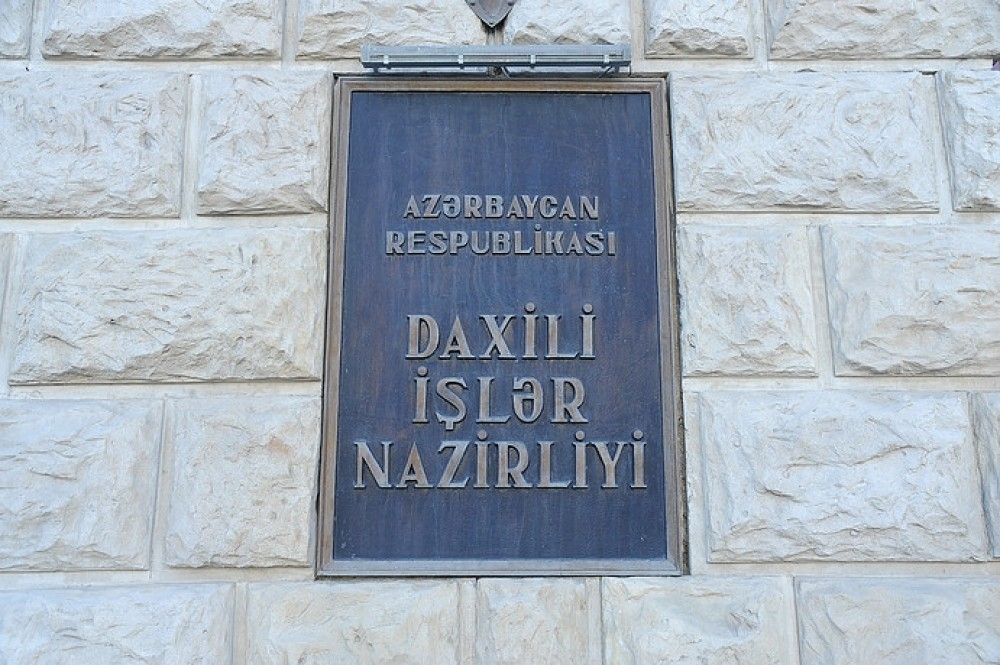 AZƏRBAYCAN
RESPUBLİKASI
DAXİLİ
İŞLƏR
NAZİRLİYİ